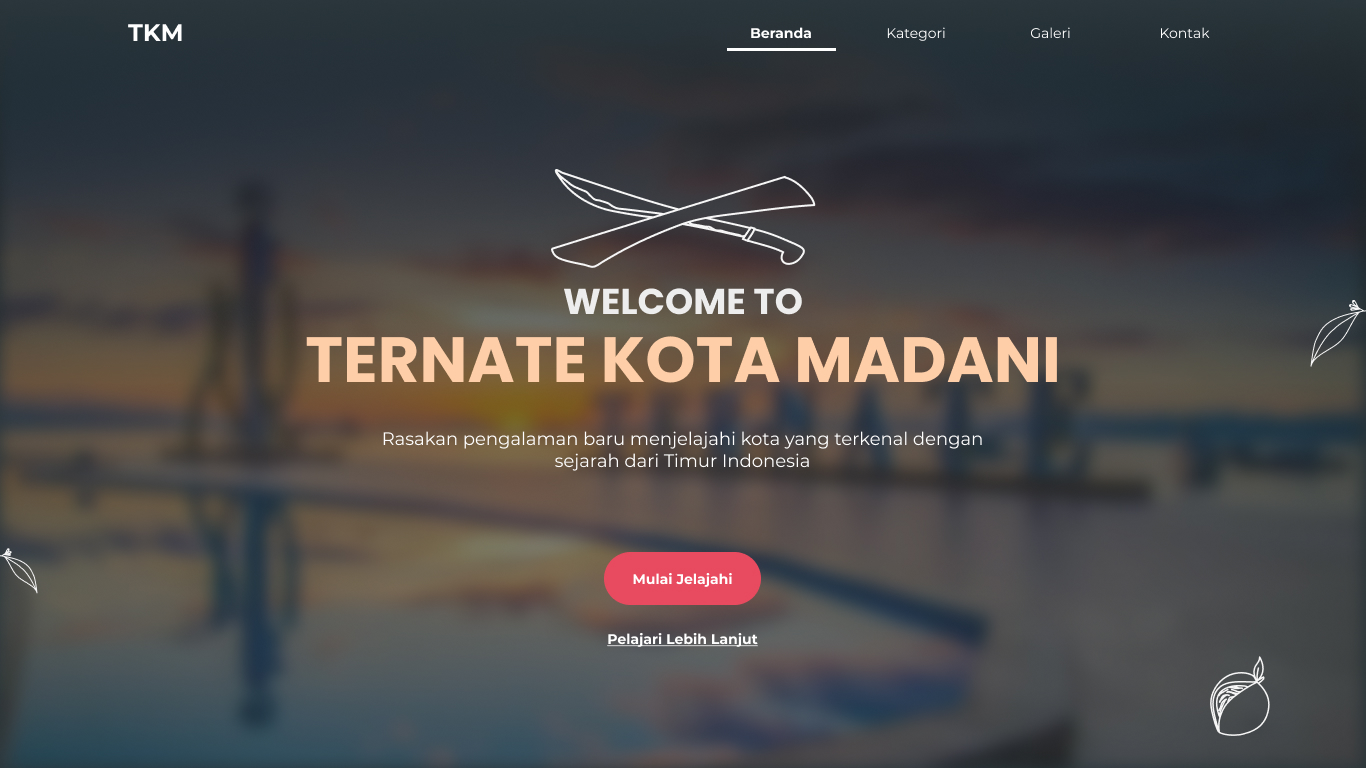 TKM
Beranda
Kategori
Galeri
Kontak
WELCOME TO
TERNATE KOTA MADANI
TERNATE
Rasakan pengalaman baru menjelajahi kota yang terkenal dengan
sejarah dari Timur Indonesia
Mulai Jelajahi
Pelajari Lebih Lanjut